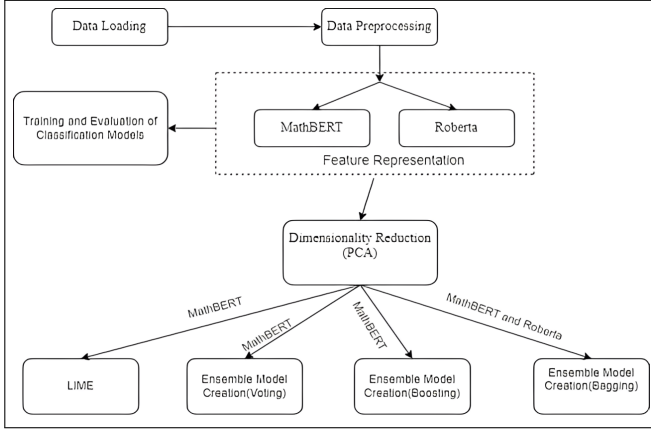 Data Loading
Data Preprocessing
Training and Evaluation of
Classification Models
MathBERT
Roberta
Feature Representation
Dimensionality Reduction
(PCA)
MathBERT
MathBERT
MathBERT
MathBERT and Roberta
LIME
Ensemble Model
Creation(Voting)
Ensemble Model
Creation(Boosting)
Ensemble Model
Creation(Bagging)